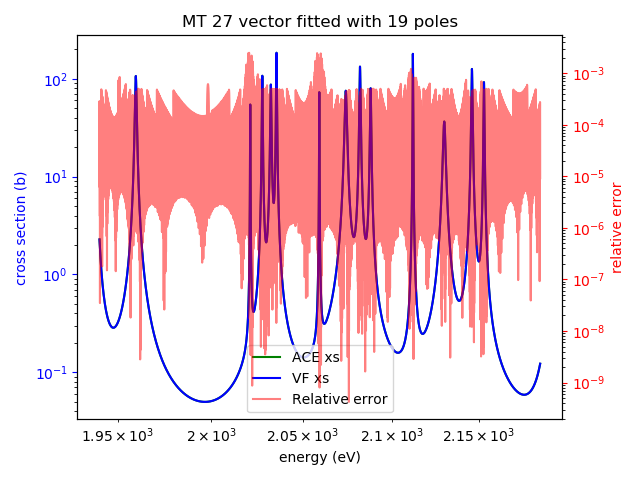 MT 27 vector fitted with 19 poles
10²
10¹
10⁰
10⁻¹
cross section (b)
10⁻³
10⁻⁴
10⁻⁵
10⁻⁶
10⁻⁷
10⁻⁸
10⁻⁹
relative error
ACE xs
VF xs
Relative error
1.95 × 10³ 2 × 10³ 2.05 × 10³ 2.1 × 10³ 2.15 × 10³
energy (eV)